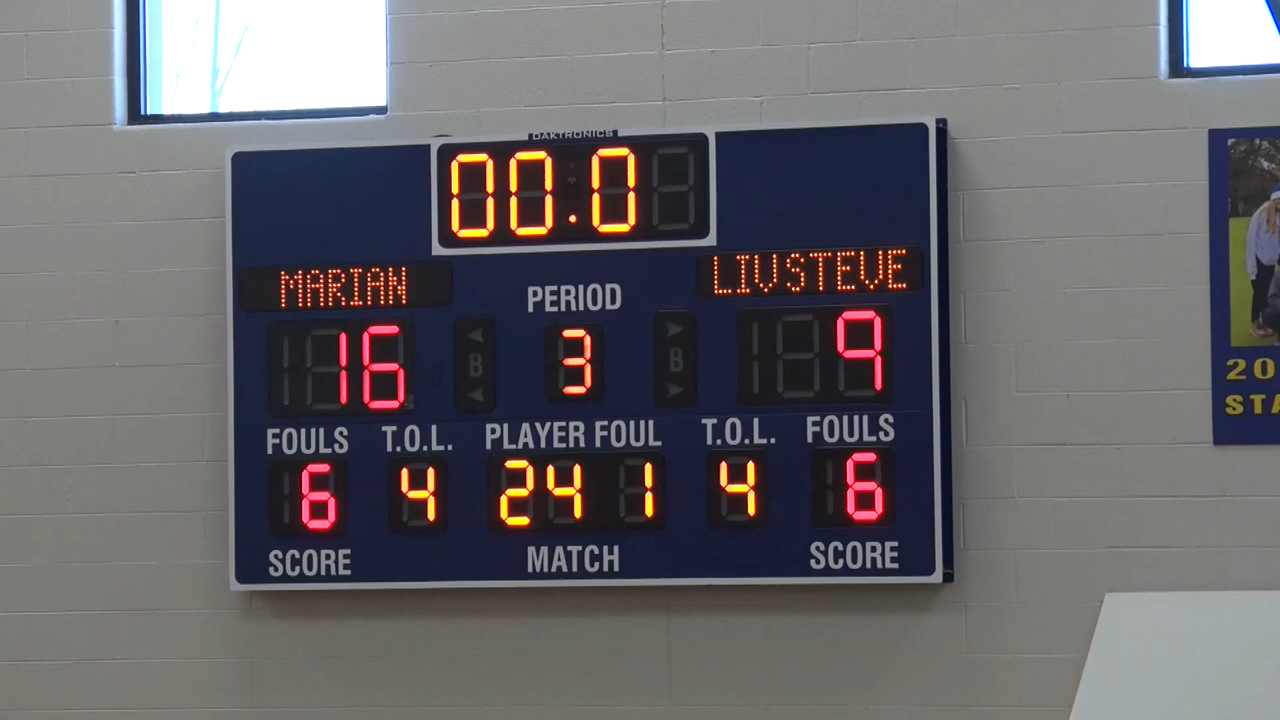 DAKTRONICS
00.0
MARIAN
LIVSTEVE
PERIOD
16
B
3
B
9
FOULS
T.O.L.
PLAYER FOUL
T.O.L.
FOULS
6
4
24 1
4
6
SCORE
MATCH
SCORE
20
STA